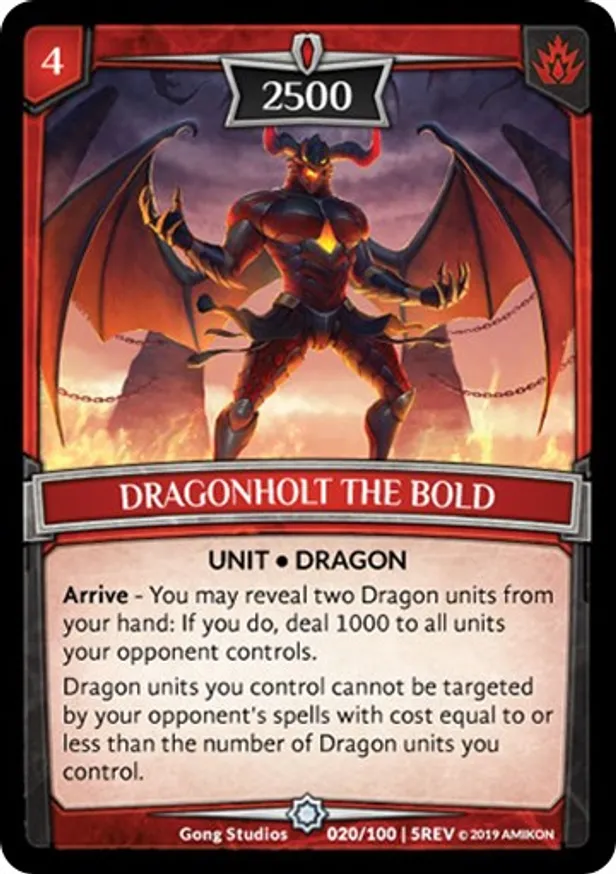 4
2500
DRAGONHOLT THE BOLD
UNIT • DRAGON
Arrive - You may reveal two Dragon units from
your hand: If you do, deal 1000 to all units
your opponent controls.
Dragon units you control cannot be targeted
by your opponent's spells with cost equal to or
less than the number of Dragon units you
control.
Gong Studios 020/100 | 5REV © 2019 AMIKON